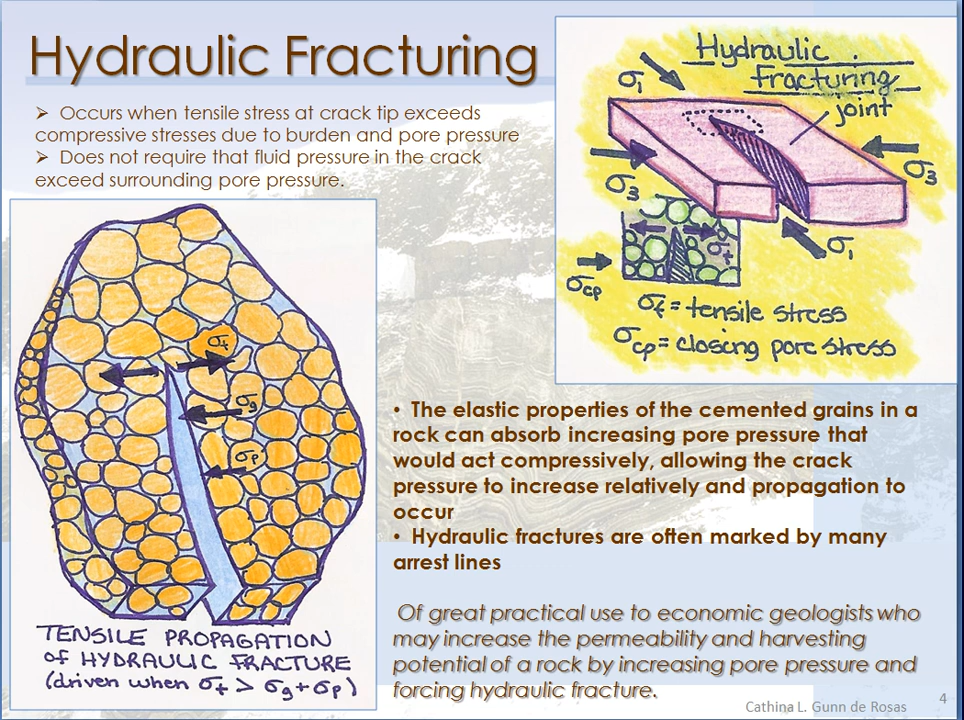 Hydraulic Fracturing
➢ Occurs when tensile stress at crack tip exceeds
compressive stresses due to burden and pore pressure
➢ Does not require that fluid pressure in the crack
exceed surrounding pore pressure.
Hydraulic
Fracturing
joint
σ₁
σ₃
σ₃
σ₁
σt
σcp
σt = tensile stress
σcp = closing pore stress
σt
σg
σp
TENSILE PROPAGATION
of HYDRAULIC FRACTURE
(driven when σt > σg + σp)
• The elastic properties of the cemented grains in a
rock can absorb increasing pore pressure that
would act compressively, allowing the crack
pressure to increase relatively and propagation to
occur
• Hydraulic fractures are often marked by many
arrest lines
Of great practical use to economic geologists who
may increase the permeability and harvesting
potential of a rock by increasing pore pressure and
forcing hydraulic fracture.
Cathina L. Gunn de Rosas
4